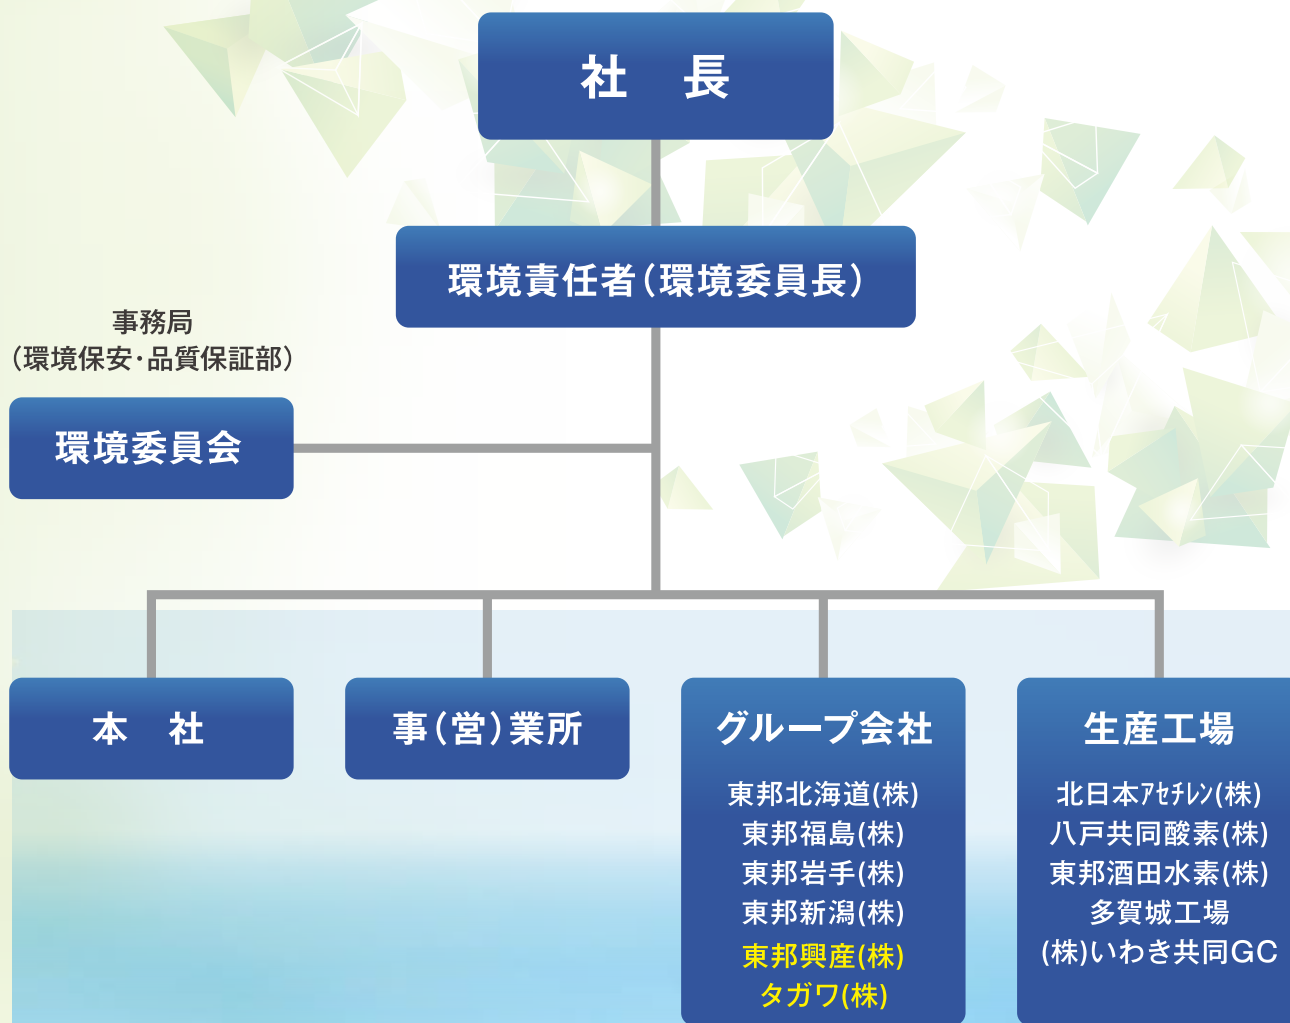 社　長
環境責任者（環境委員長）
事務局
（環境保安・品質保証部）
環境委員会
本　社
事（営）業所
グループ会社
東邦北海道(株)
東邦福島(株)
東邦岩手(株)
東邦新潟(株)
東邦興産(株)
タガワ(株)
生産工場
北日本ｱｾﾁﾚﾝ(株)
八戸共同酸素(株)
東邦酒田水素(株)
多賀城工場
(株)いわき共同GC